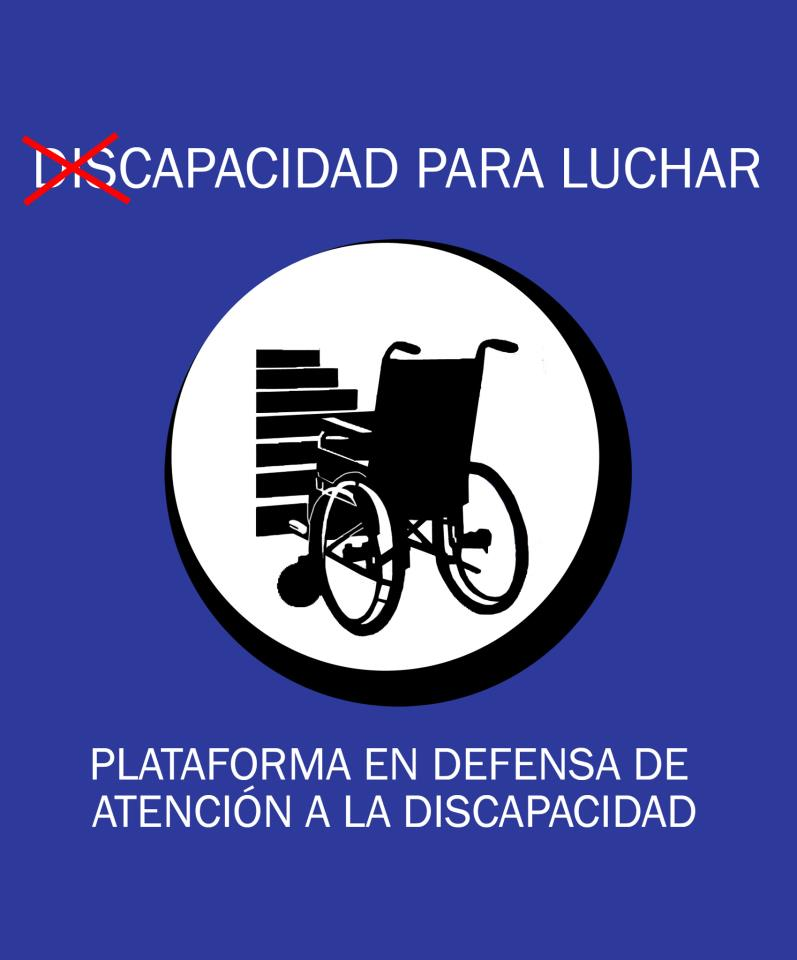 DISCAPACIDAD PARA LUCHAR
PLATAFORMA EN DEFENSA DE
ATENCIÓN A LA DISCAPACIDAD